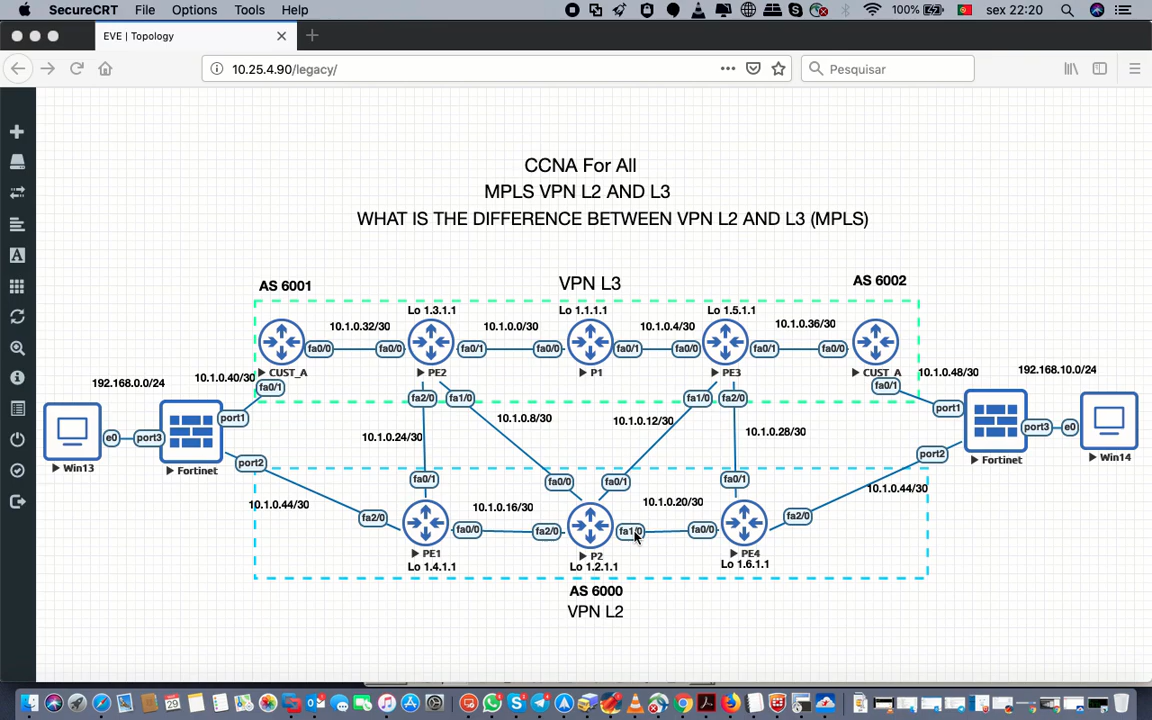 SecureCRT File Options Tools Help 100% sex 22:20
EVE | Topology
10.25.4.90/legacy/
Pesquisar
CCNA For All
MPLS VPN L2 AND L3
WHAT IS THE DIFFERENCE BETWEEN VPN L2 AND L3 (MPLS)
AS 6001 VPN L3 AS 6002
Lo 1.3.1.1 Lo 1.1.1.1 Lo 1.5.1.1
10.1.0.32/30 10.1.0.0/30 10.1.0.4/30 10.1.0.36/30
fa0/0 fa0/0 fa0/1 fa0/0 fa0/1 fa0/0 fa0/1 fa0/0
CUST_A PE2 P1 PE3 CUST_A
192.168.0.0/24 10.1.0.40/30 fa0/1 fa0/1 10.1.0.48/30 192.168.10.0/24
fa2/0 fa1/0 fa1/0 fa2/0
port1 port1
10.1.0.8/30 10.1.0.12/30
10.1.0.24/30 10.1.0.28/30
e0 port3 port3 e0
Win13 Fortinet Fortinet Win14
port2 port2
fa0/1 fa0/0 fa0/1 fa0/1
10.1.0.44/30 10.1.0.16/30 10.1.0.20/30 10.1.0.44/30
fa2/0 fa0/0 fa2/0 fa1/0 fa0/0 fa2/0
PE1 P2 PE4
Lo 1.4.1.1 Lo 1.2.1.1 Lo 1.6.1.1
AS 6000
VPN L2